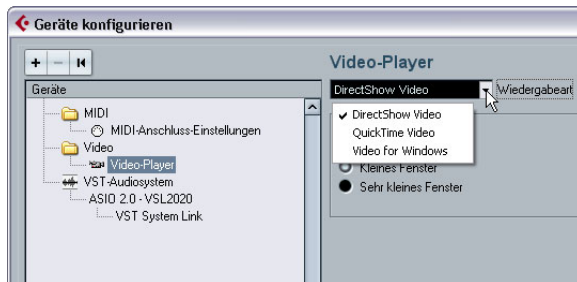 Geräte konfigurieren
Geräte
MIDI
MIDI-Anschluss-Einstellungen
Video
Video-Player
VST-Audiosystem
ASIO 2.0 - VSL2020
VST System Link
Video-Player
DirectShow Video
Wiedergabeart
DirectShow Video
QuickTime Video
Video for Windows
Kleines Fenster
Sehr kleines Fenster